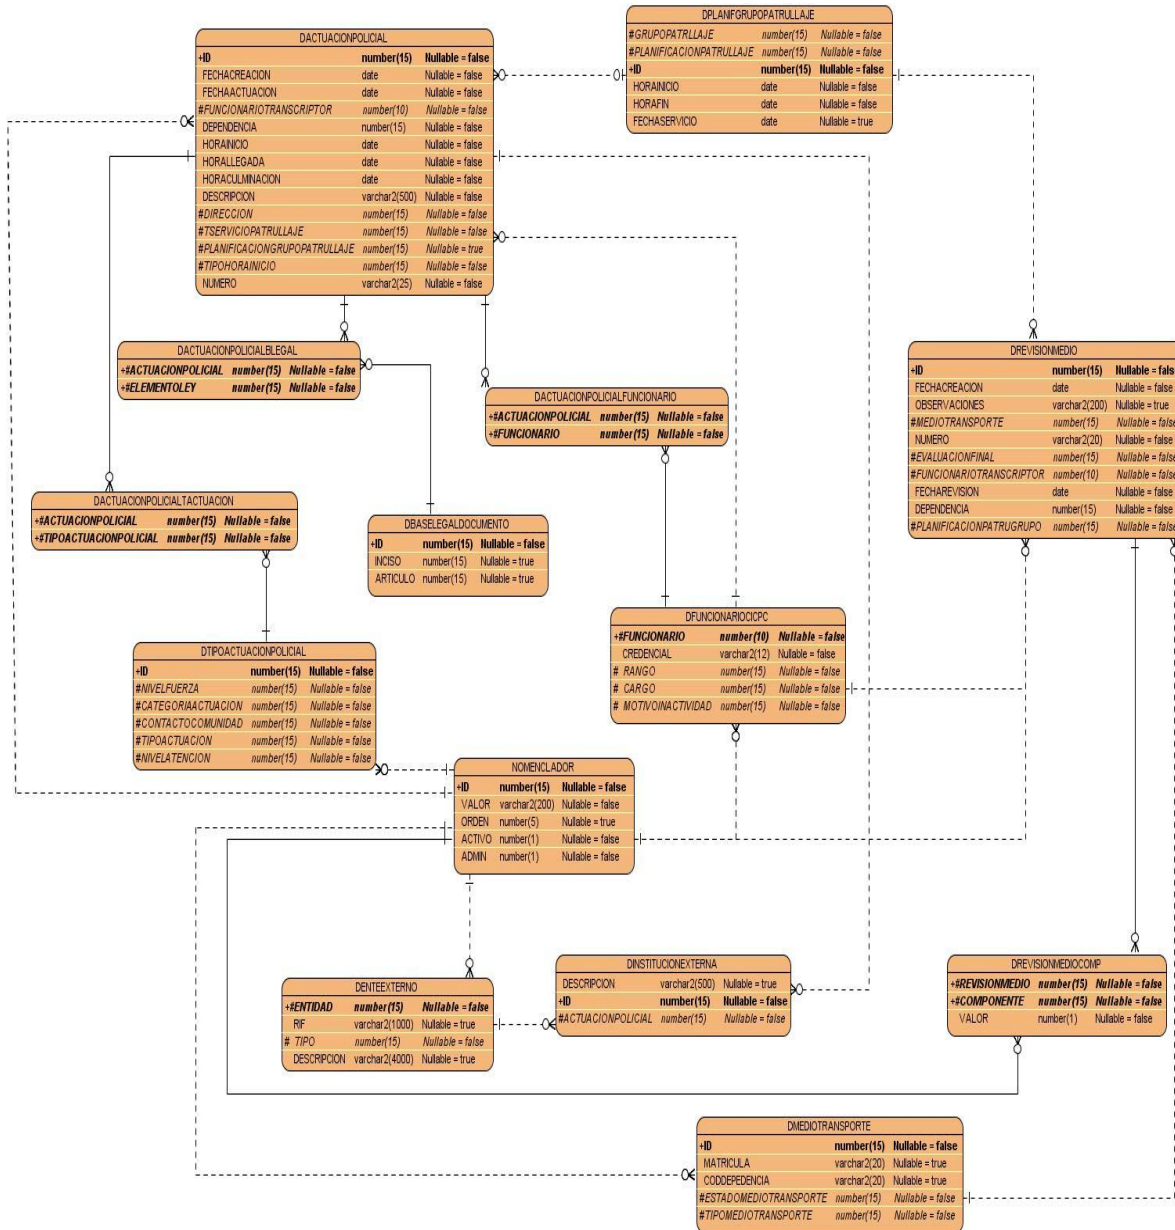 DACTUACIONPOLICIAL
+ID number(15) Nullable = false
FECHACREACION date Nullable = false
FECHAACTUACION date Nullable = false
#FUNCIONARIOTRANSCRIPTOR number(10) Nullable = false
DEPENDENCIA number(15) Nullable = false
HORAINICIO date Nullable = false
HORALLEGADA date Nullable = false
HORACULMINACION date Nullable = false
DESCRIPCION varchar2(500) Nullable = false
#DIRECCION number(15) Nullable = false
#TSERVICIOPATRULLAJE number(15) Nullable = false
#PLANIFICACIONGRUPOPATRULLAJE number(15) Nullable = true
#TIPOHORAINICIO number(15) Nullable = false
NUMERO varchar2(25) Nullable = false
DPLANIFGRUPOPATRULLAJE
#GRUPOPATRLLAJE number(15) Nullable = false
#PLANIFICACIONPATRULLAJE number(15) Nullable = false
+ID number(15) Nullable = false
HORAINICIO date Nullable = false
HORAFIN date Nullable = false
FECHASERVICIO date Nullable = true
DACTUACIONPOLICIALBLEGAL
+#ACTUACIONPOLICIAL number(15) Nullable = false
+#ELEMENTOLEY number(15) Nullable = false
DREVISIONMEDIO
+ID number(15) Nullable = false
FECHACREACION date Nullable = false
OBSERVACIONES varchar2(200) Nullable = true
#MEDIOTRANSPORTE number(15) Nullable = false
NUMERO varchar2(20) Nullable = false
#EVALUACIONFINAL number(15) Nullable = false
#FUNCIONARIOTRANSCRIPTOR number(10) Nullable = false
FECHAREVISION date Nullable = false
DEPENDENCIA number(15) Nullable = false
#PLANIFICACIONPATRUGRUPO number(15) Nullable = true
DACTUACIONPOLICIALFUNCIONARIO
+#ACTUACIONPOLICIAL number(15) Nullable = false
+#FUNCIONARIO number(15) Nullable = false
DACTUACIONPOLICIALTACTUACION
+#ACTUACIONPOLICIAL number(15) Nullable = false
+#TIPOACTUACIONPOLICIAL number(15) Nullable = false
DBASELEGALDOCUMENTO
+ID number(15) Nullable = false
INCISO number(15) Nullable = true
ARTICULO number(15) Nullable = true
DFUNCIONARIOCICPC
+#FUNCIONARIO number(10) Nullable = false
CREDENCIAL varchar2(12) Nullable = false
# RANGO number(15) Nullable = false
# CARGO number(15) Nullable = false
# MOTIVOINACTIVIDAD number(15) Nullable = false
DTIPOACTUACIONPOLICIAL
+ID number(15) Nullable = false
#NIVELFUERZA number(15) Nullable = false
#CATEGORIAACTUACION number(15) Nullable = false
#CONTACTOCOMUNIDAD number(15) Nullable = false
#TIPOACTUACION number(15) Nullable = false
#NIVELATENCION number(15) Nullable = false
NOMENCLADOR
+ID number(15) Nullable = false
VALOR varchar2(200) Nullable = false
ORDEN number(5) Nullable = true
ACTIVO number(1) Nullable = false
ADMIN number(1) Nullable = false
DENTEEXTERNO
+#ENTIDAD number(15) Nullable = false
RIF varchar2(1000) Nullable = true
# TIPO number(15) Nullable = false
DESCRIPCION varchar2(4000) Nullable = true
DINSTITUCIONEXTERNA
DESCRIPCION varchar2(500) Nullable = true
+ID number(15) Nullable = false
#ACTUACIONPOLICIAL number(15) Nullable = false
DREVISIONMEDIOCOMP
+#REVISIONMEDIO number(15) Nullable = false
+#COMPONENTE number(15) Nullable = false
VALOR number(1) Nullable = false
DMEDIOTRANSPORTE
+ID number(15) Nullable = false
MATRICULA varchar2(20) Nullable = true
CODDEPEDENCIA varchar2(20) Nullable = true
#ESTADOMEDIOTRANSPORTE number(15) Nullable = false
#TIPOMEDIOTRANSPORTE number(15) Nullable = false